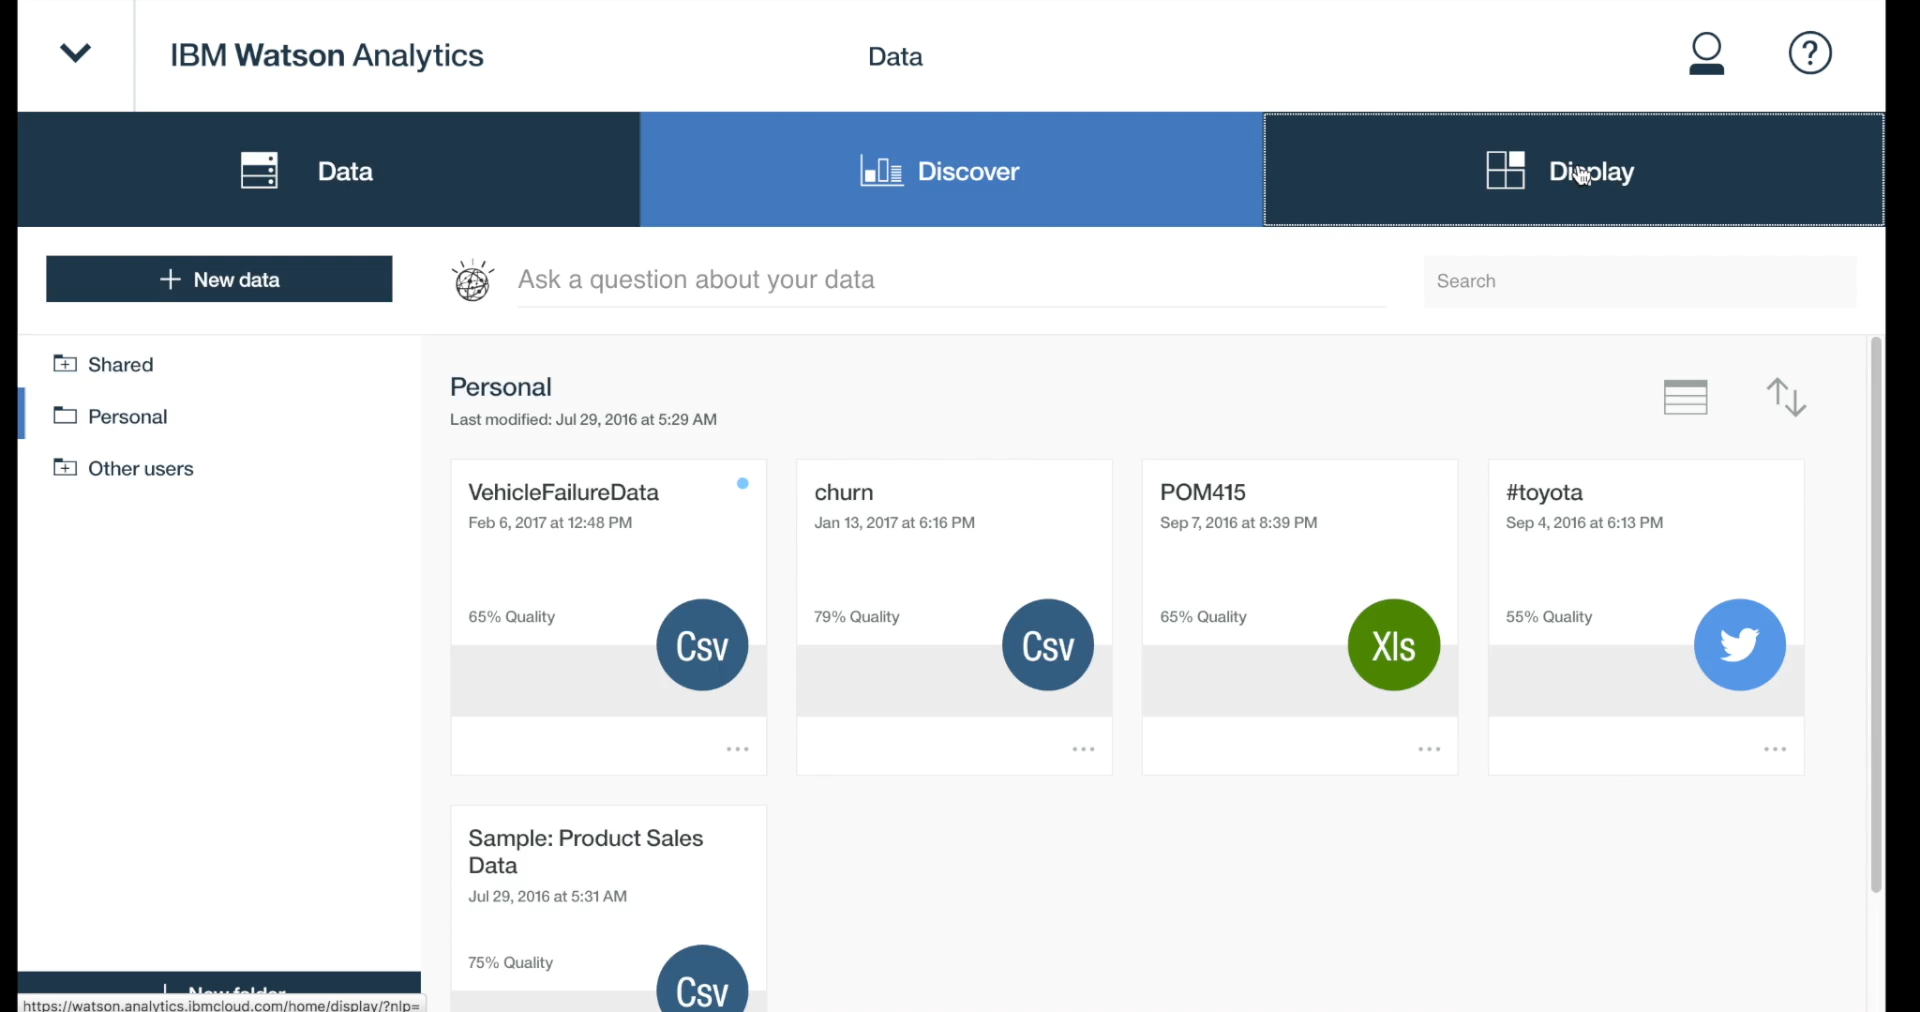 IBM Watson Analytics
Data
?
Data
Discover
Display
+ New data
Ask a question about your data
Search
Shared
Personal
Other users
Personal
Last modified: Jul 29, 2016 at 5:29 AM
VehicleFailureData
Feb 6, 2017 at 12:48 PM
65% Quality
Csv
churn
Jan 13, 2017 at 6:16 PM
79% Quality
Csv
POM415
Sep 7, 2016 at 8:39 PM
65% Quality
Xls
#toyota
Sep 4, 2016 at 6:13 PM
55% Quality
Sample: Product Sales
Data
Jul 29, 2016 at 5:31 AM
75% Quality
Csv
New folder
https://watson.analytics.ibmcloud.com/home/display/?nlp=